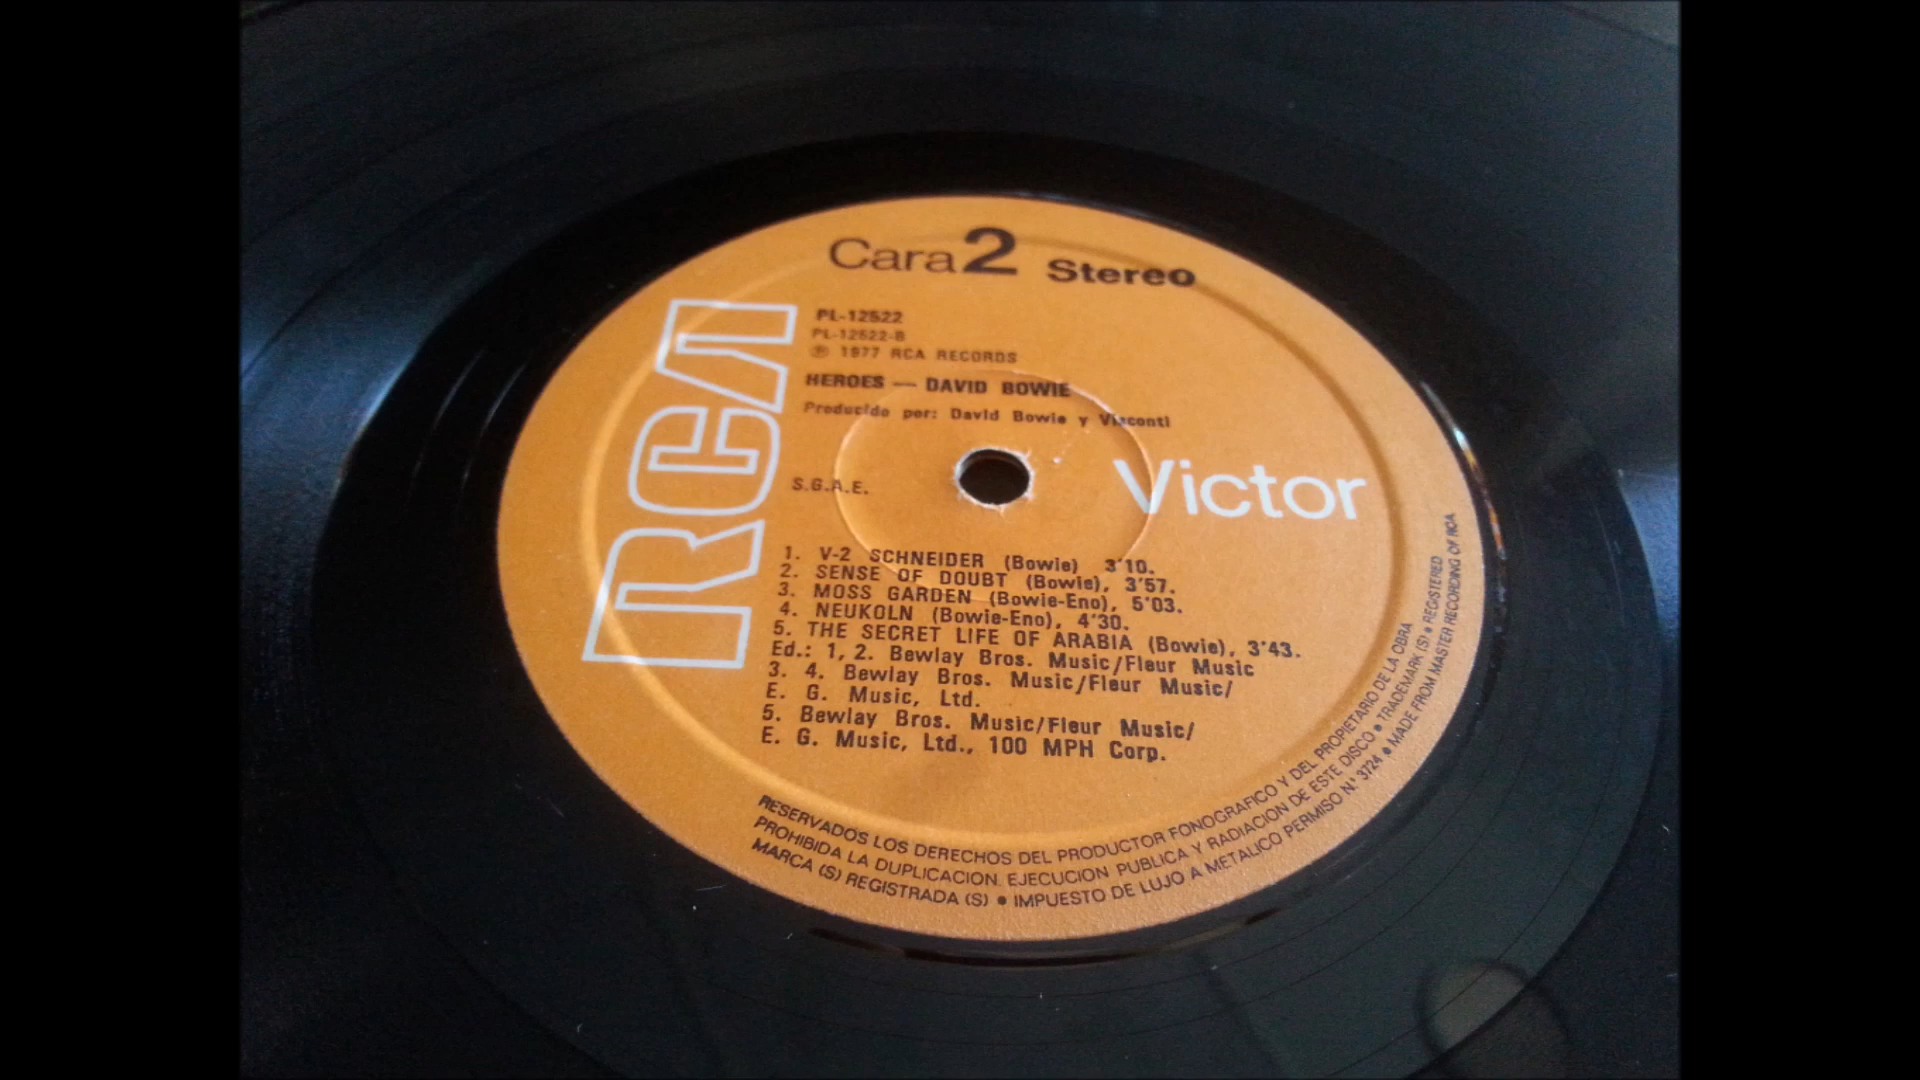 Cara 2 Stereo
PL-12522
PL-12522-B
℗ 1977 RCA RECORDS
HEROES — DAVID BOWIE
Producido por: David Bowie y Visconti
S.G.A.E.
RCA
Victor
1. V-2 SCHNEIDER (Bowie) 3'10.
2. SENSE OF DOUBT (Bowie), 3'57.
3. MOSS GARDEN (Bowie-Eno), 5'03.
4. NEUKOLN (Bowie-Eno), 4'30.
5. THE SECRET LIFE OF ARABIA (Bowie), 3'43.
Ed.: 1, 2. Bewlay Bros. Music/Fleur Music
3. 4. Bewlay Bros. Music/Fleur Music/
E. G. Music, Ltd.
5. Bewlay Bros. Music/Fleur Music/
E. G. Music, Ltd., 100 MPH Corp.
RESERVADOS LOS DERECHOS DEL PRODUCTOR FONOGRAFICO Y DEL PROPIETARIO DE LA OBRA
PROHIBIDA LA DUPLICACION. EJECUCION PUBLICA Y RADIACION DE ESTE DISCO • TRADEMARK (S) • REGISTERED
MARCA (S) REGISTRADA (S) • IMPUESTO DE LUJO A METALICO PERMISO N.° 3724 • MADE FROM MASTER RECORDING OF RCA